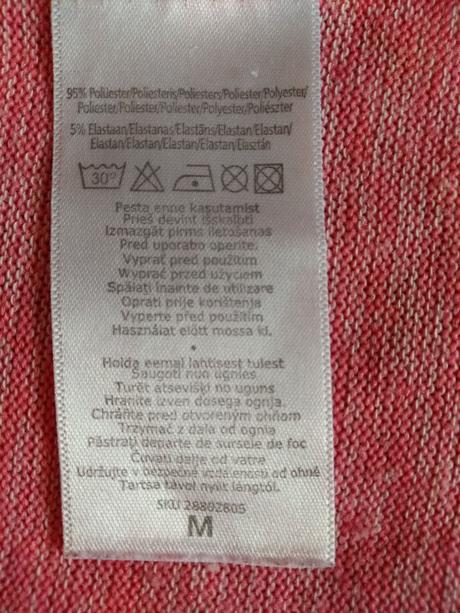 95% Polüester/Poliesteris/Poliesters/Poliester/Polyester/
Poliester/Poliester/Poliester/Polyester/Poliészter
5% Elastaan/Elastanas/Elastāns/Elastan/Elastan/
Elastan/Elastan/Elastan/Elastan/Elasztán
30°
Pesta enne kasutamist
Prieš dėvint išskalbti
Izmazgāt pirms lietošanas
Pred uporabo operite.
Vyprať pred použitím
Wyprać przed użyciem
Spălați înainte de utilizare
Oprati prije korištenja
Vyperte před použitím
Használat előtt mossa ki.
•
Hoida eemal lahtisest tulest
Saugoti nuo ugnies
Turēt atsevišķi no uguns
Hranite izven dosega ognja.
Chráňte pred otvoreným ohňom
Trzymać z dala od ognia
Păstrați departe de sursele de foc
Čuvati dalje od vatre
Udržujte v bezpečné vzdálenosti od ohně
Tartsa távol nyílt lángtól.
SKU 28802805
M